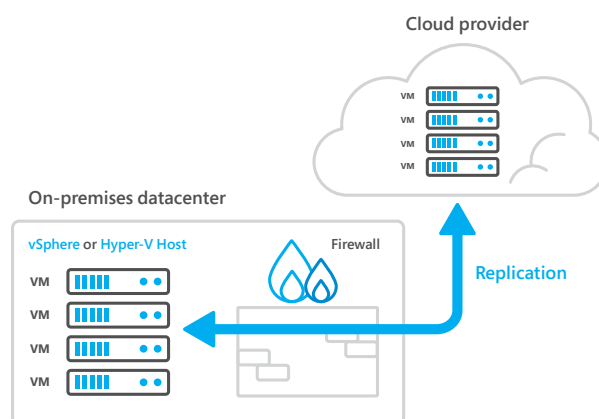 Cloud provider
VM
VM
VM
VM
On-premises datacenter
vSphere or Hyper-V Host
Firewall
VM
VM
VM
VM
Replication